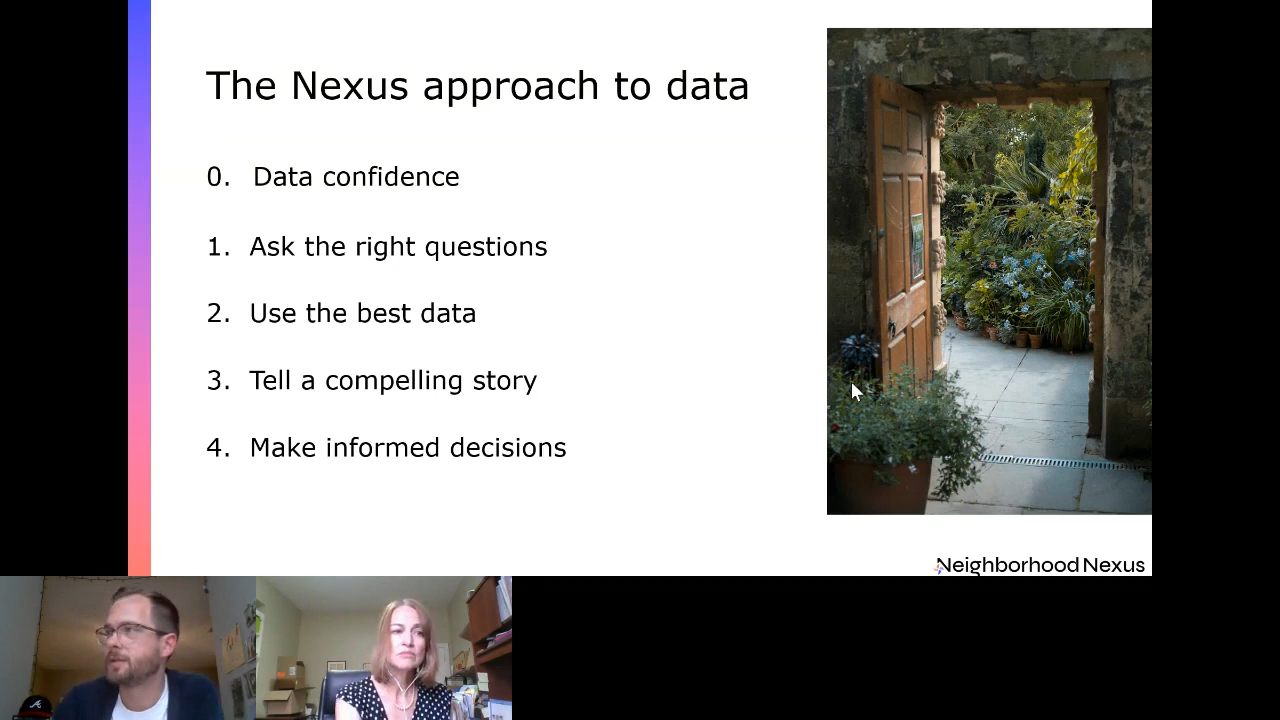 The Nexus approach to data
0. Data confidence
1. Ask the right questions
2. Use the best data
3. Tell a compelling story
4. Make informed decisions
Neighborhood Nexus